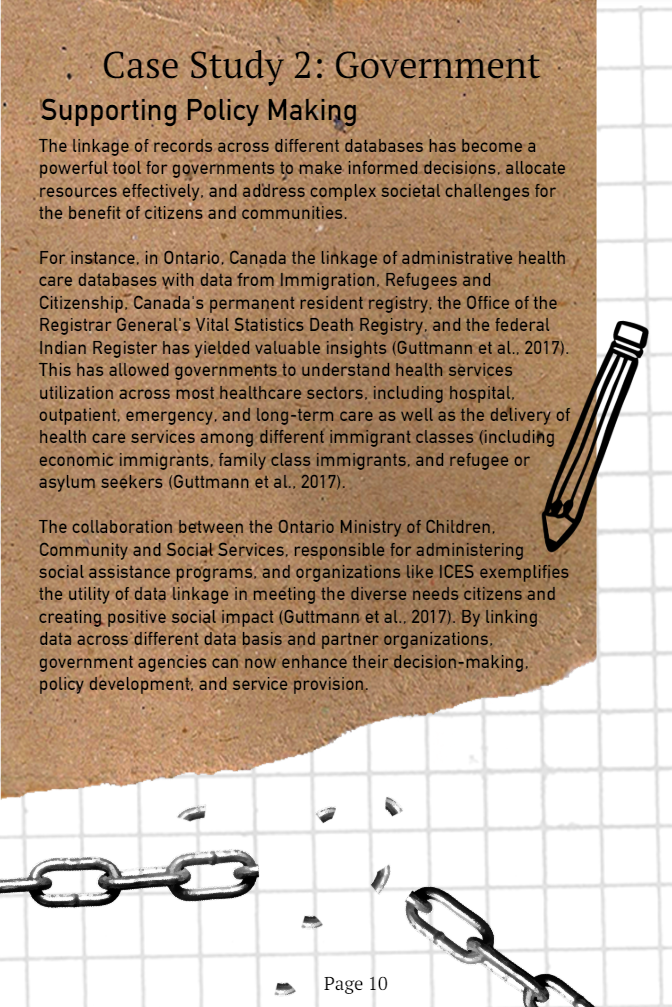 Case Study 2: Government
Supporting Policy Making
The linkage of records across different databases has become a
powerful tool for governments to make informed decisions, allocate
resources effectively, and address complex societal challenges for
the benefit of citizens and communities.
For instance, in Ontario, Canada the linkage of administrative health
care databases with data from Immigration, Refugees and
Citizenship, Canada's permanent resident registry, the Office of the
Registrar General's Vital Statistics Death Registry, and the federal
Indian Register has yielded valuable insights (Guttmann et al., 2017).
This has allowed governments to understand health services
utilization across most healthcare sectors, including hospital,
outpatient, emergency, and long-term care as well as the delivery of
health care services among different immigrant classes (including
economic immigrants, family class immigrants, and refugee or
asylum seekers (Guttmann et al., 2017).
The collaboration between the Ontario Ministry of Children,
Community and Social Services, responsible for administering
social assistance programs, and organizations like ICES exemplifies
the utility of data linkage in meeting the diverse needs citizens and
creating positive social impact (Guttmann et al., 2017). By linking
data across different data basis and partner organizations,
government agencies can now enhance their decision-making,
policy development, and service provision.
Page 10